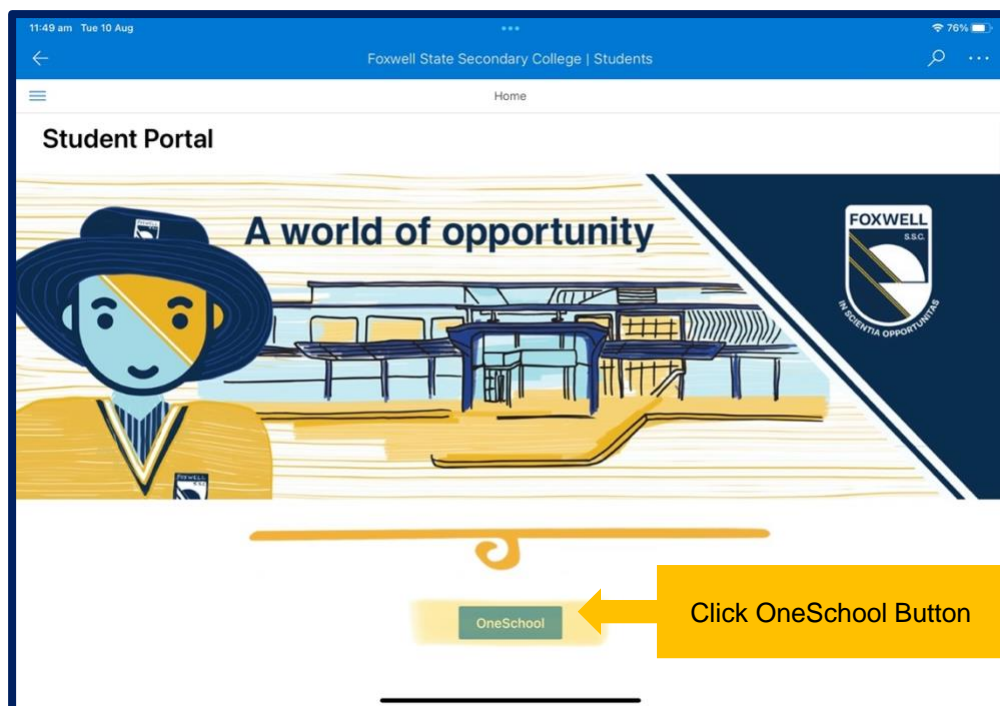 11:49 am Tue 10 Aug
76%
Foxwell State Secondary College | Students
Home
Student Portal
A world of opportunity
FOXWELL
S.S.C.
IN SCIENTIA OPPORTUNITAS
FOXWELL
OneSchool
Click OneSchool Button